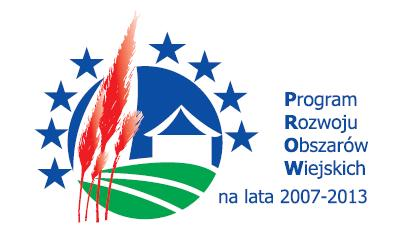 Program
Rozwoju
Obszarów
Wiejskich
na lata 2007-2013